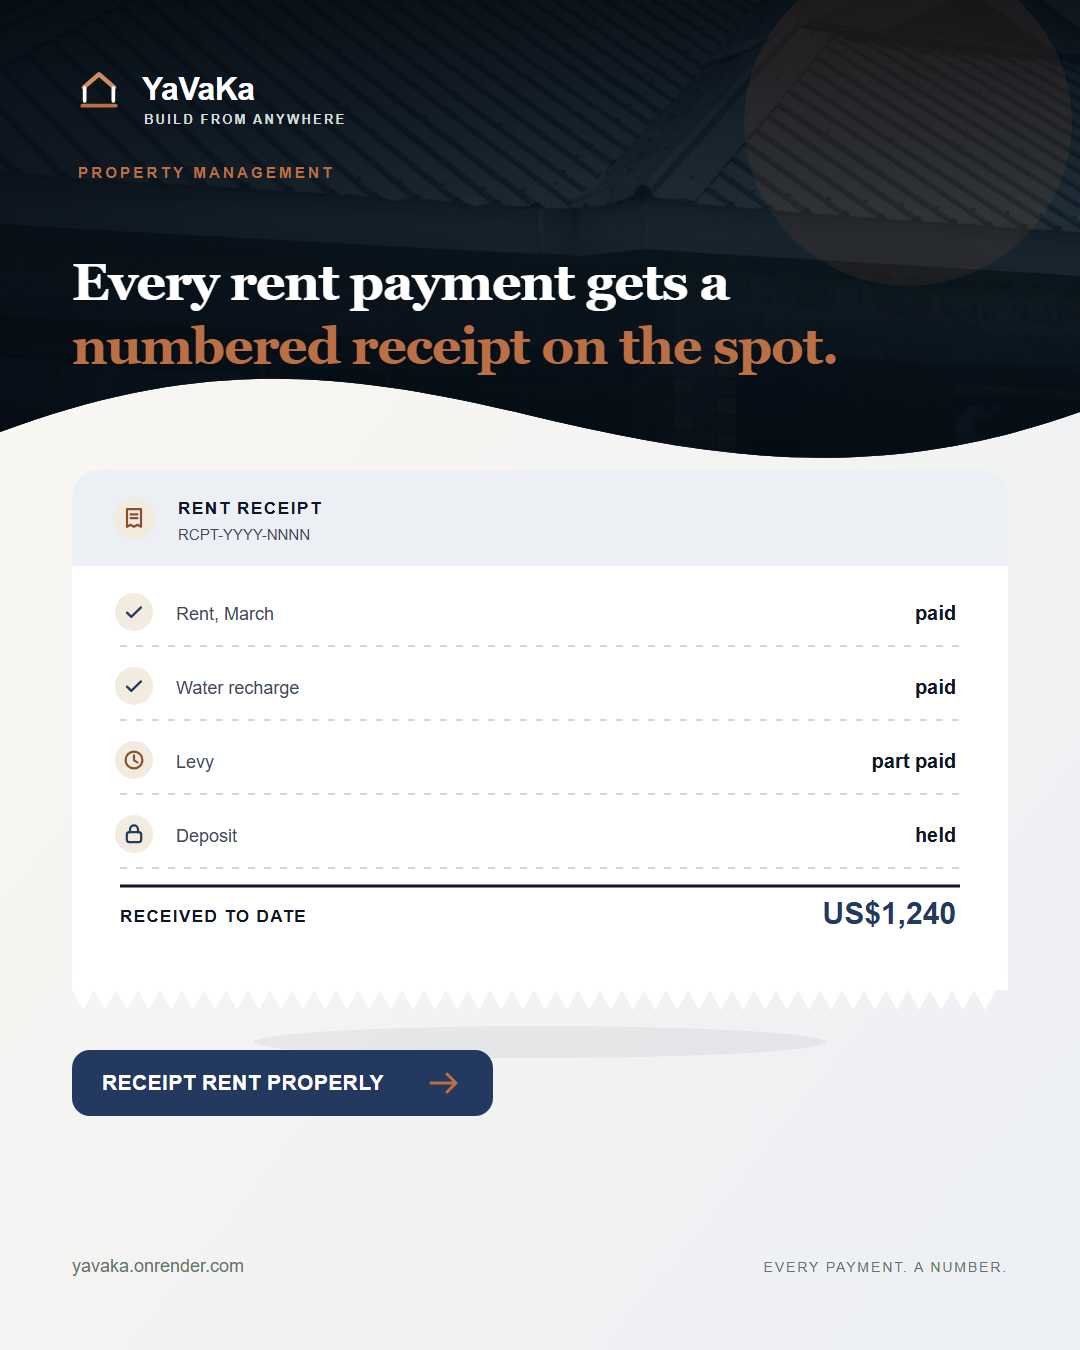 YaVaKa
BUILD FROM ANYWHERE
PROPERTY MANAGEMENT
Every rent payment gets a
numbered receipt on the spot.
RENT RECEIPT
RCPT-YYYY-NNNN
Rent, March paid
Water recharge paid
Levy part paid
Deposit held
RECEIVED TO DATE US$1,240
RECEIPT RENT PROPERLY
yavaka.onrender.com
EVERY PAYMENT. A NUMBER.